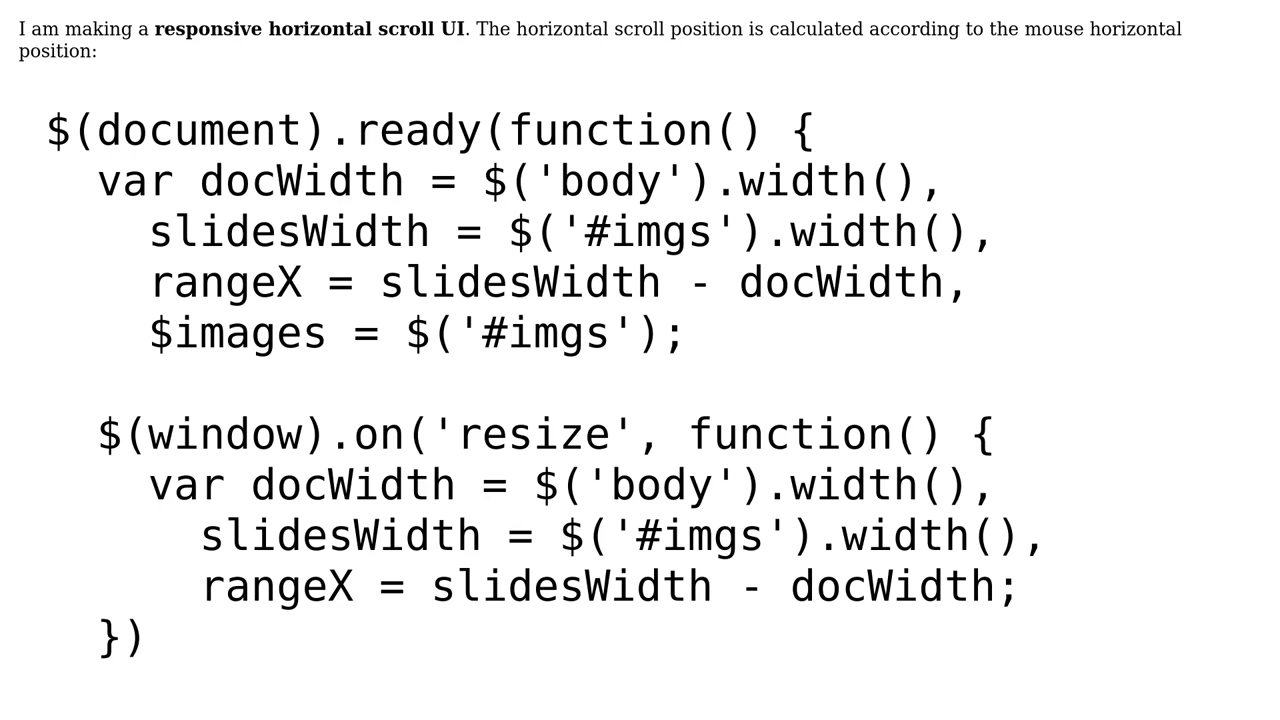 I am making a responsive horizontal scroll UI. The horizontal scroll position is calculated according to the mouse horizontal
position:
$(document).ready(function() {
  var docWidth = $('body').width(),
    slidesWidth = $('#imgs').width(),
    rangeX = slidesWidth - docWidth,
    $images = $('#imgs');

  $(window).on('resize', function() {
    var docWidth = $('body').width(),
      slidesWidth = $('#imgs').width(),
      rangeX = slidesWidth - docWidth;
  })